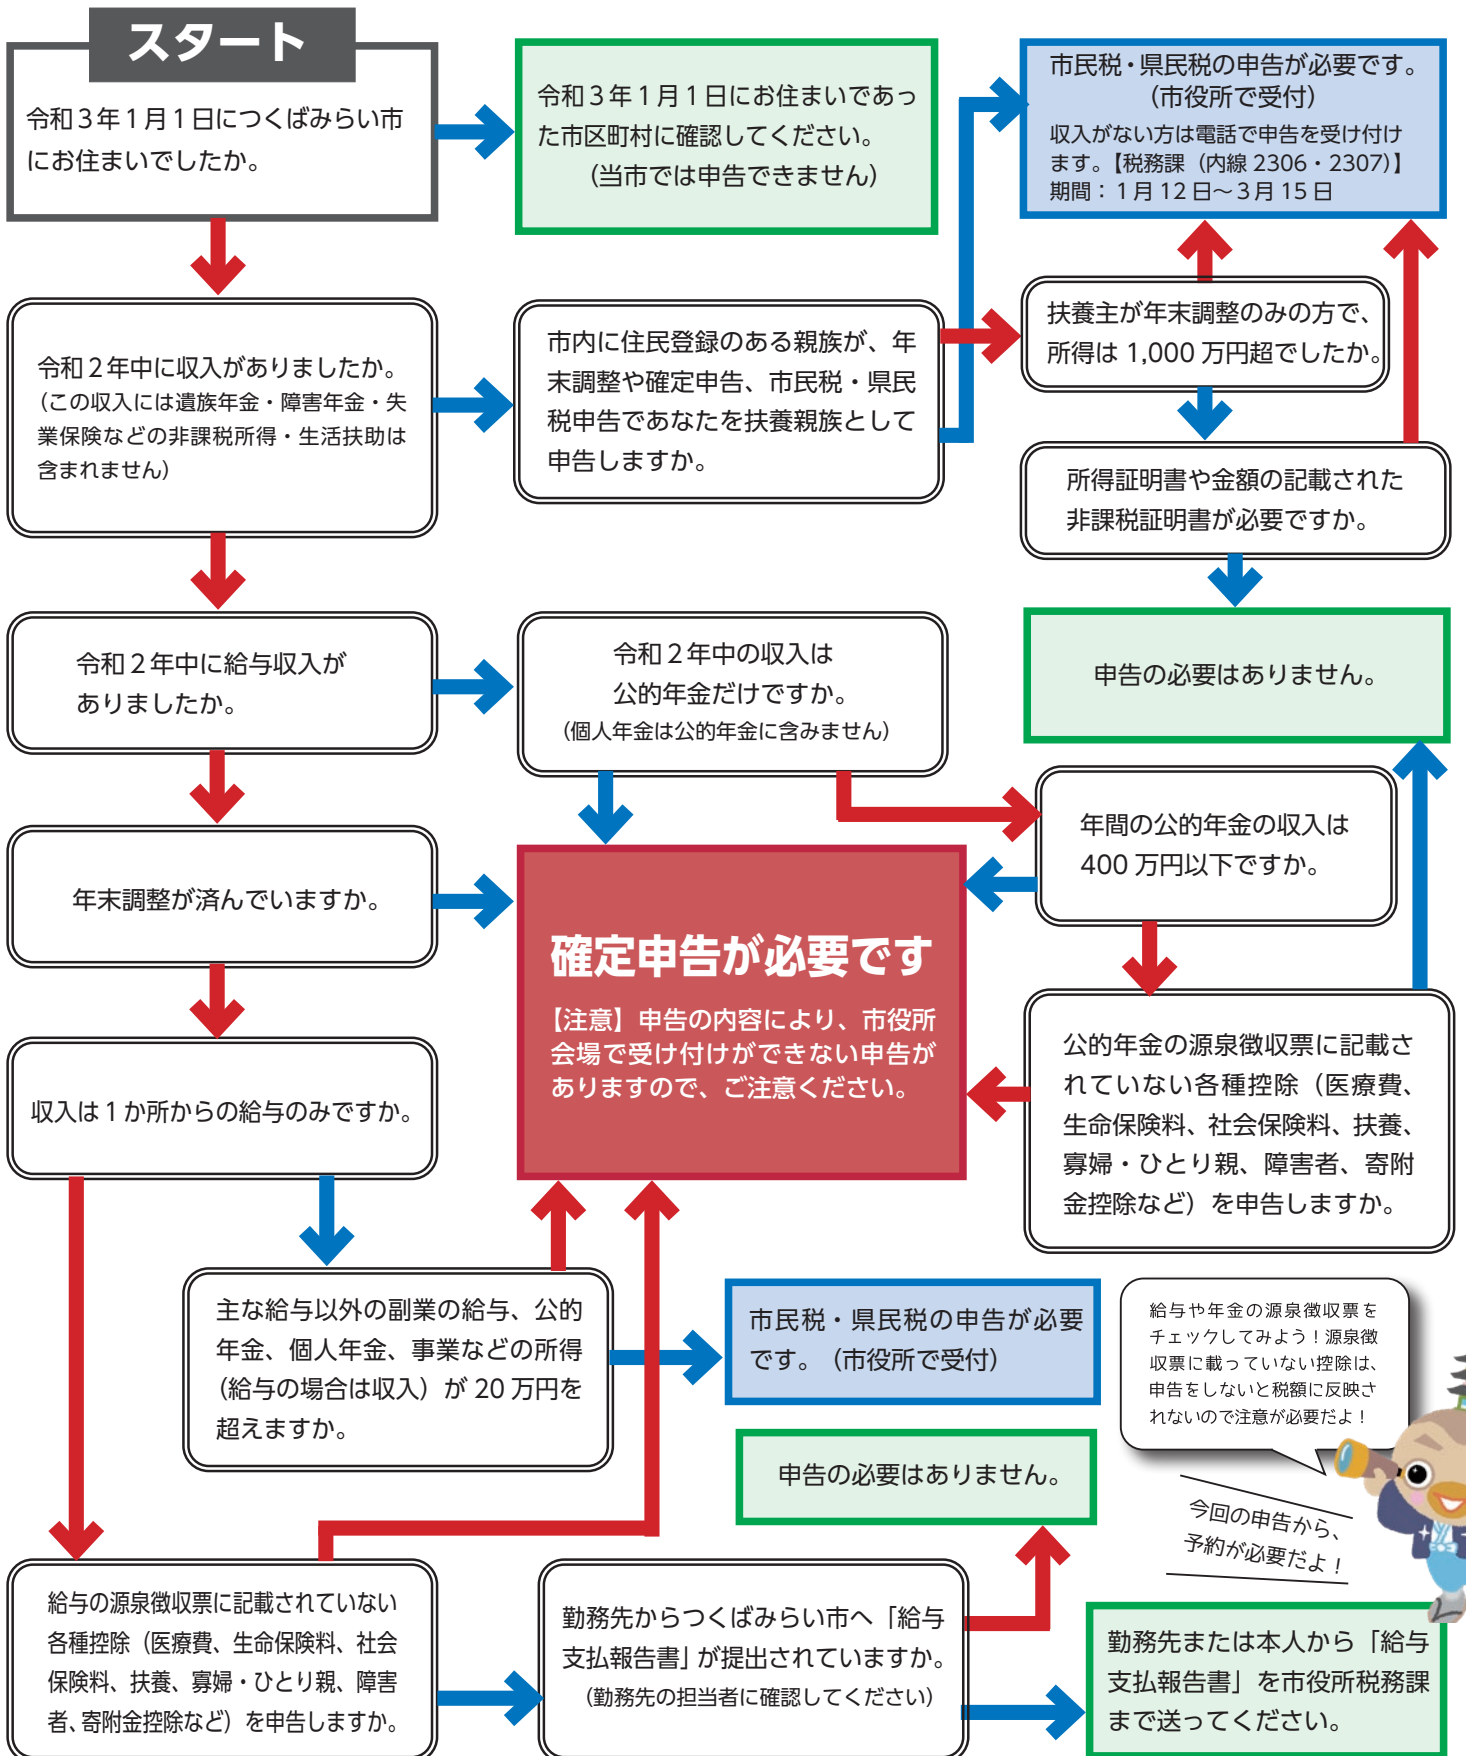 スタート
令和３年１月１日につくばみらい市
にお住まいでしたか。
令和３年１月１日にお住まいであっ
た市区町村に確認してください。
（当市では申告できません）
市民税・県民税の申告が必要です。
（市役所で受付）
収入がない方は電話で申告を受け付け
ます。【税務課（内線 2306・2307）】
期間：１月 12 日～３月 15 日
令和２年中に収入がありましたか。
（この収入には遺族年金・障害年金・失
業保険などの非課税所得・生活扶助は
含まれません）
市内に住民登録のある親族が、年
末調整や確定申告、市民税・県民
税申告であなたを扶養親族として
申告しますか。
扶養主が年末調整のみの方で、
所得は 1,000 万円超でしたか。
所得証明書や金額の記載された
非課税証明書が必要ですか。
申告の必要はありません。
令和２年中に給与収入が
ありましたか。
令和２年中の収入は
公的年金だけですか。
（個人年金は公的年金に含みません）
年間の公的年金の収入は
400 万円以下ですか。
年末調整が済んでいますか。
確定申告が必要です
【注意】申告の内容により、市役所
会場で受け付けができない申告が
ありますので、ご注意ください。
公的年金の源泉徴収票に記載さ
れていない各種控除（医療費、
生命保険料、社会保険料、扶養、
寡婦・ひとり親、障害者、寄附
金控除など）を申告しますか。
収入は１か所からの給与のみですか。
主な給与以外の副業の給与、公的
年金、個人年金、事業などの所得
（給与の場合は収入）が 20 万円を
超えますか。
市民税・県民税の申告が必要
です。（市役所で受付）
給与や年金の源泉徴収票を
チェックしてみよう！源泉徴
収票に載っていない控除は、
申告をしないと税額に反映さ
れないので注意が必要だよ！
今回の申告から、
予約が必要だよ！
申告の必要はありません。
給与の源泉徴収票に記載されていない
各種控除（医療費、生命保険料、社会
保険料、扶養、寡婦・ひとり親、障害
者、寄附金控除など）を申告しますか。
勤務先からつくばみらい市へ「給与
支払報告書」が提出されていますか。
（勤務先の担当者に確認してください）
勤務先または本人から「給与
支払報告書」を市役所税務課
まで送ってください。